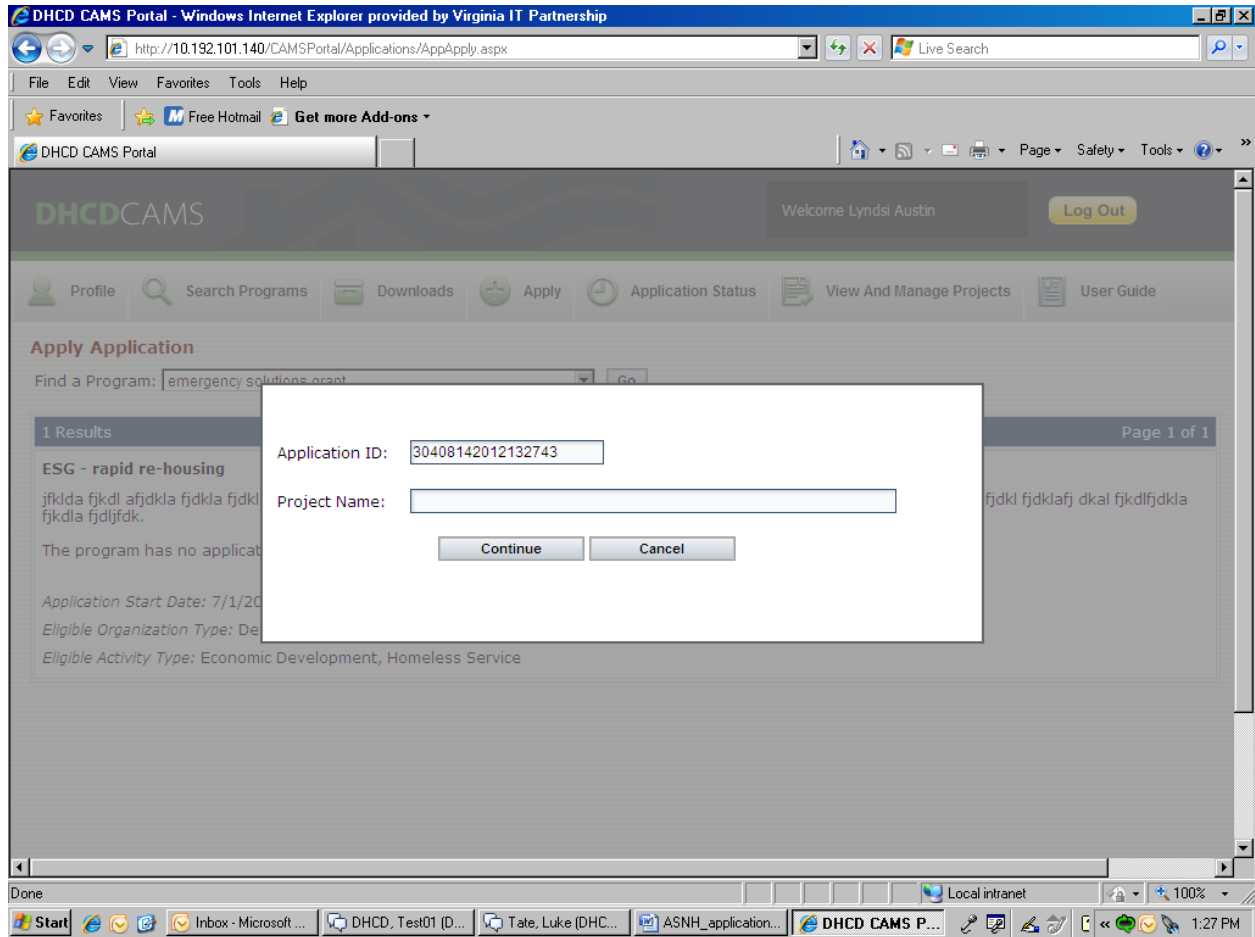 DHCD CAMS Portal - Windows Internet Explorer provided by Virginia IT Partnership
http://10.192.101.140/CAMSPortal/Applications/AppApply.aspx
Live Search
File Edit View Favorites Tools Help
Favorites Free Hotmail Get more Add-ons
DHCD CAMS Portal
Page Safety Tools »
DHCDCAMS
Welcome Lyndsi Austin
Log Out
Profile Search Programs Downloads Apply Application Status View And Manage Projects User Guide
Apply Application
Find a Program: emergency solutions grant Go
1 Results Page 1 of 1
ESG - rapid re-housing
jfklda fjkdl afjdkla fjdkla fjdkl fjdkl fjdklafj dkal fjkdlfjdkla
fjkdla fjdljfdk.
The program has no applicat
Application Start Date: 7/1/20
Eligible Organization Type: De
Eligible Activity Type: Economic Development, Homeless Service
Application ID: 30408142012132743
Project Name:
Continue Cancel
Done Local intranet 100%
Start Inbox - Microsoft ... DHCD, Test01 (D... Tate, Luke (DHC... ASNH_application... DHCD CAMS P... « 1:27 PM